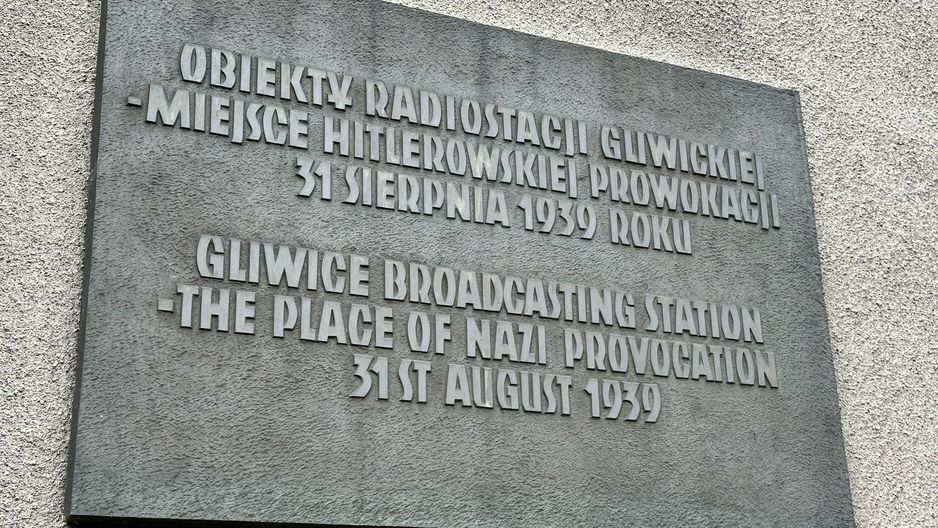 OBIEKTY RADIOSTACJI GLIWICKIEJ
-MIEJSCE HITLEROWSKIEJ PROWOKACJI
31 SIERPNIA 1939 ROKU
GLIWICE BROADCASTING STATION
-THE PLACE OF NAZI PROVOCATION
31 ST AUGUST 1939